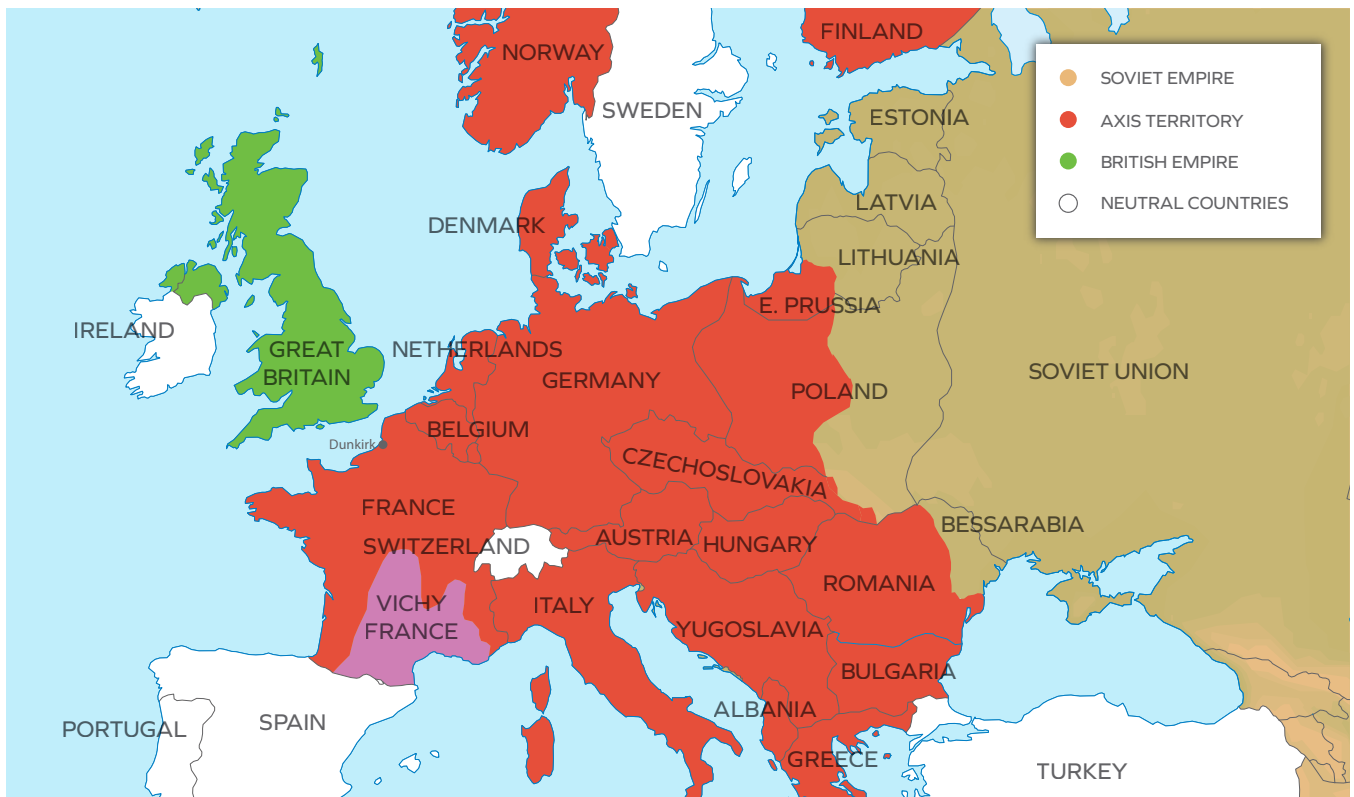 NORWAY
FINLAND
SOVIET EMPIRE
AXIS TERRITORY
BRITISH EMPIRE
NEUTRAL COUNTRIES
SWEDEN
ESTONIA
LATVIA
DENMARK
LITHUANIA
E. PRUSSIA
IRELAND
GREAT
BRITAIN
NETHERLANDS
GERMANY
POLAND
SOVIET UNION
BELGIUM
Dunkirk
CZECHOSLOVAKIA
FRANCE
BESSARABIA
SWITZERLAND
AUSTRIA
HUNGARY
ROMANIA
VICHY
FRANCE
ITALY
YUGOSLAVIA
BULGARIA
ALBANIA
PORTUGAL
SPAIN
GREECE
TURKEY